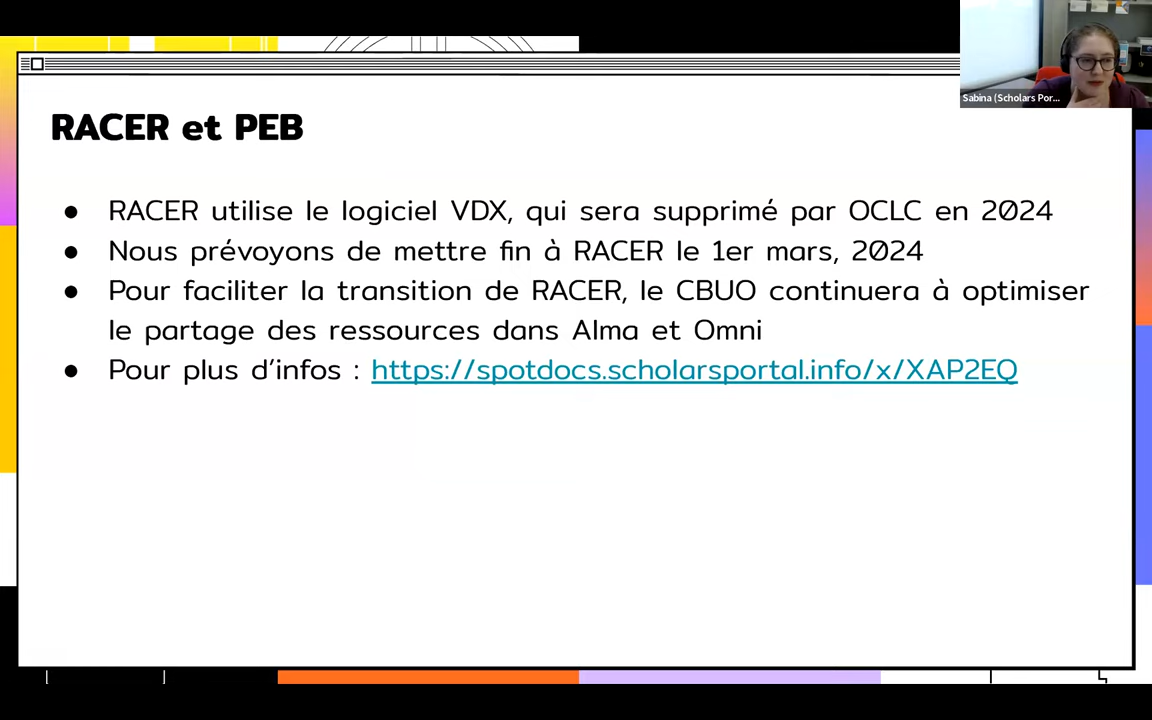 Sabina (Scholars Por...
RACER et PEB
● RACER utilise le logiciel VDX, qui sera supprimé par OCLC en 2024
● Nous prévoyons de mettre fin à RACER le 1er mars, 2024
● Pour faciliter la transition de RACER, le CBUO continuera à optimiser
le partage des ressources dans Alma et Omni
● Pour plus d’infos : https://spotdocs.scholarsportal.info/x/XAP2EQ